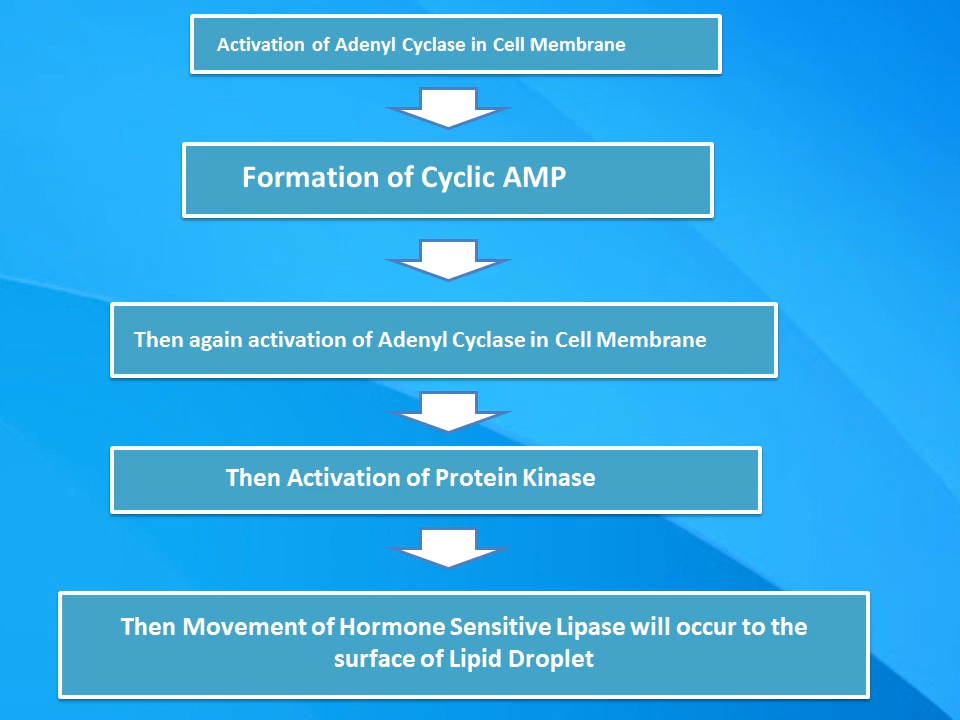 Activation of Adenyl Cyclase in Cell Membrane
Formation of Cyclic AMP
Then again activation of Adenyl Cyclase in Cell Membrane
Then Activation of Protein Kinase
Then Movement of Hormone Sensitive Lipase will occur to the
surface of Lipid Droplet